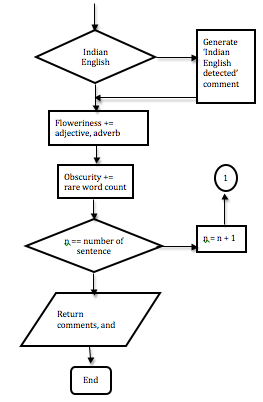 Indian
English
Generate
'Indian
English
detected'
comment
Floweriness +=
adjective, adverb
Obscurity +=
rare word count
n == number of
sentence
n = n + 1
1
Return
comments, and
End